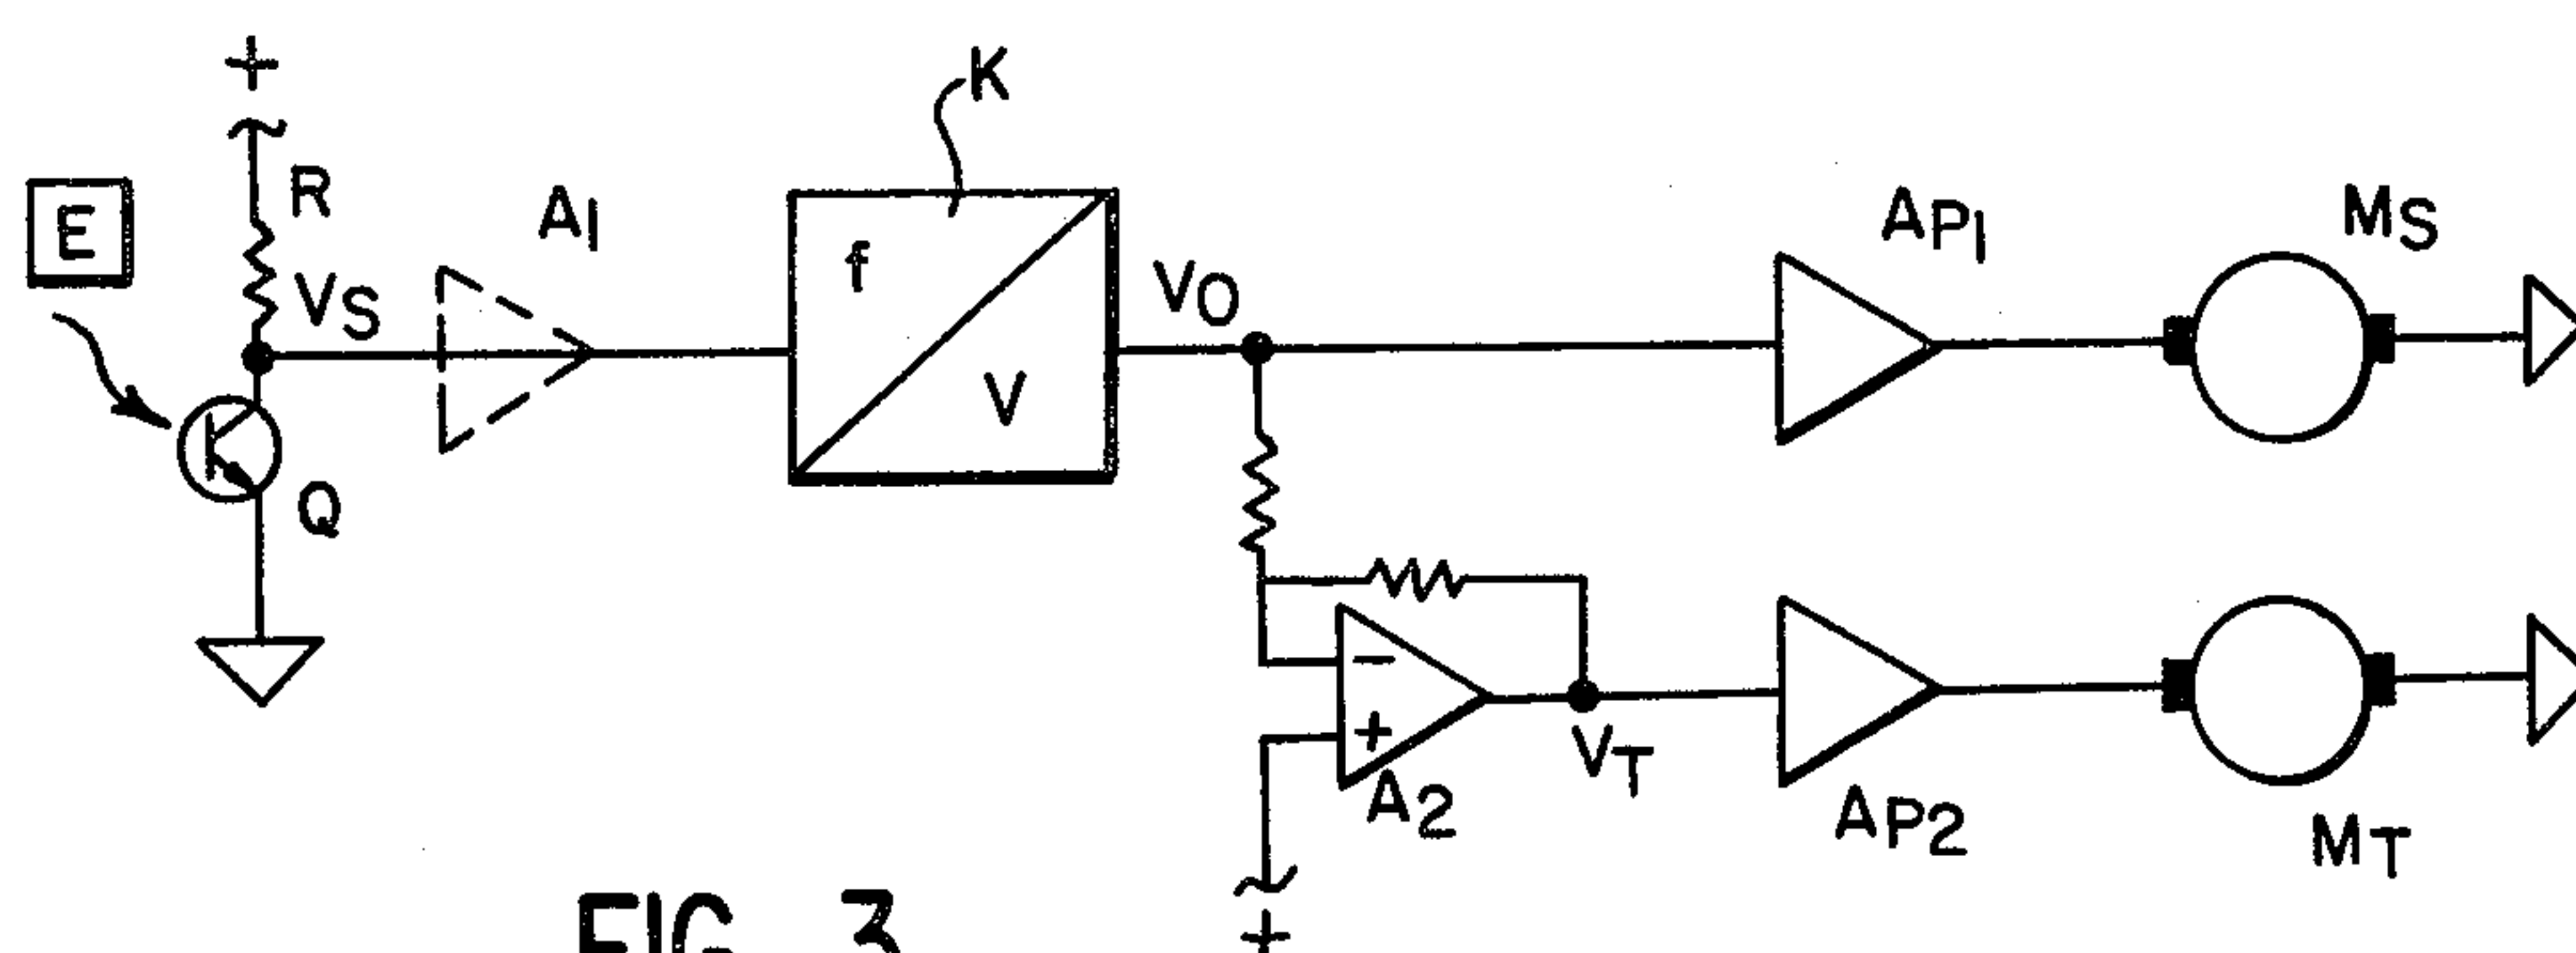 +
K
R
E
A1
VS
f
V
VO
AP1
MS
Q
−
+
A2
VT
AP2
MT
+
FIG. 3